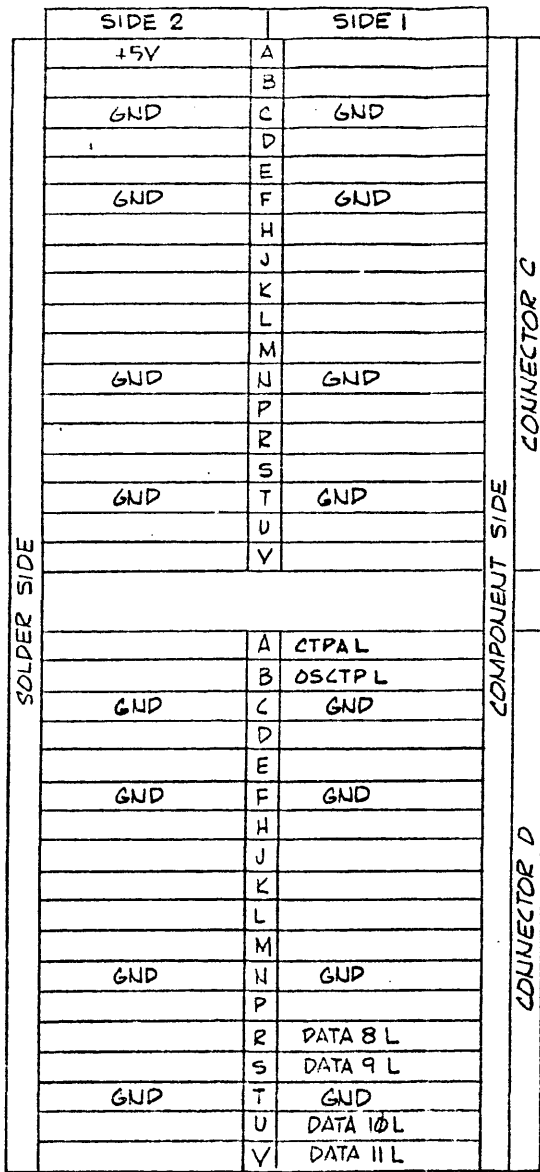 SIDE 2 SIDE 1
+5V A
B
GND C GND
D
E
GND F GND
H
J
K
L
M
GND N GND
P
R
S
GND T GND
U
V
CONNECTOR C
SOLDER SIDE
COMPONENT SIDE
A CTPA L
B OSCTP L
GND C GND
D
E
GND F GND
H
J
K
L
M
GND N GND
P
R DATA 8 L
S DATA 9 L
GND T GND
U DATA 10 L
V DATA 11 L
CONNECTOR D